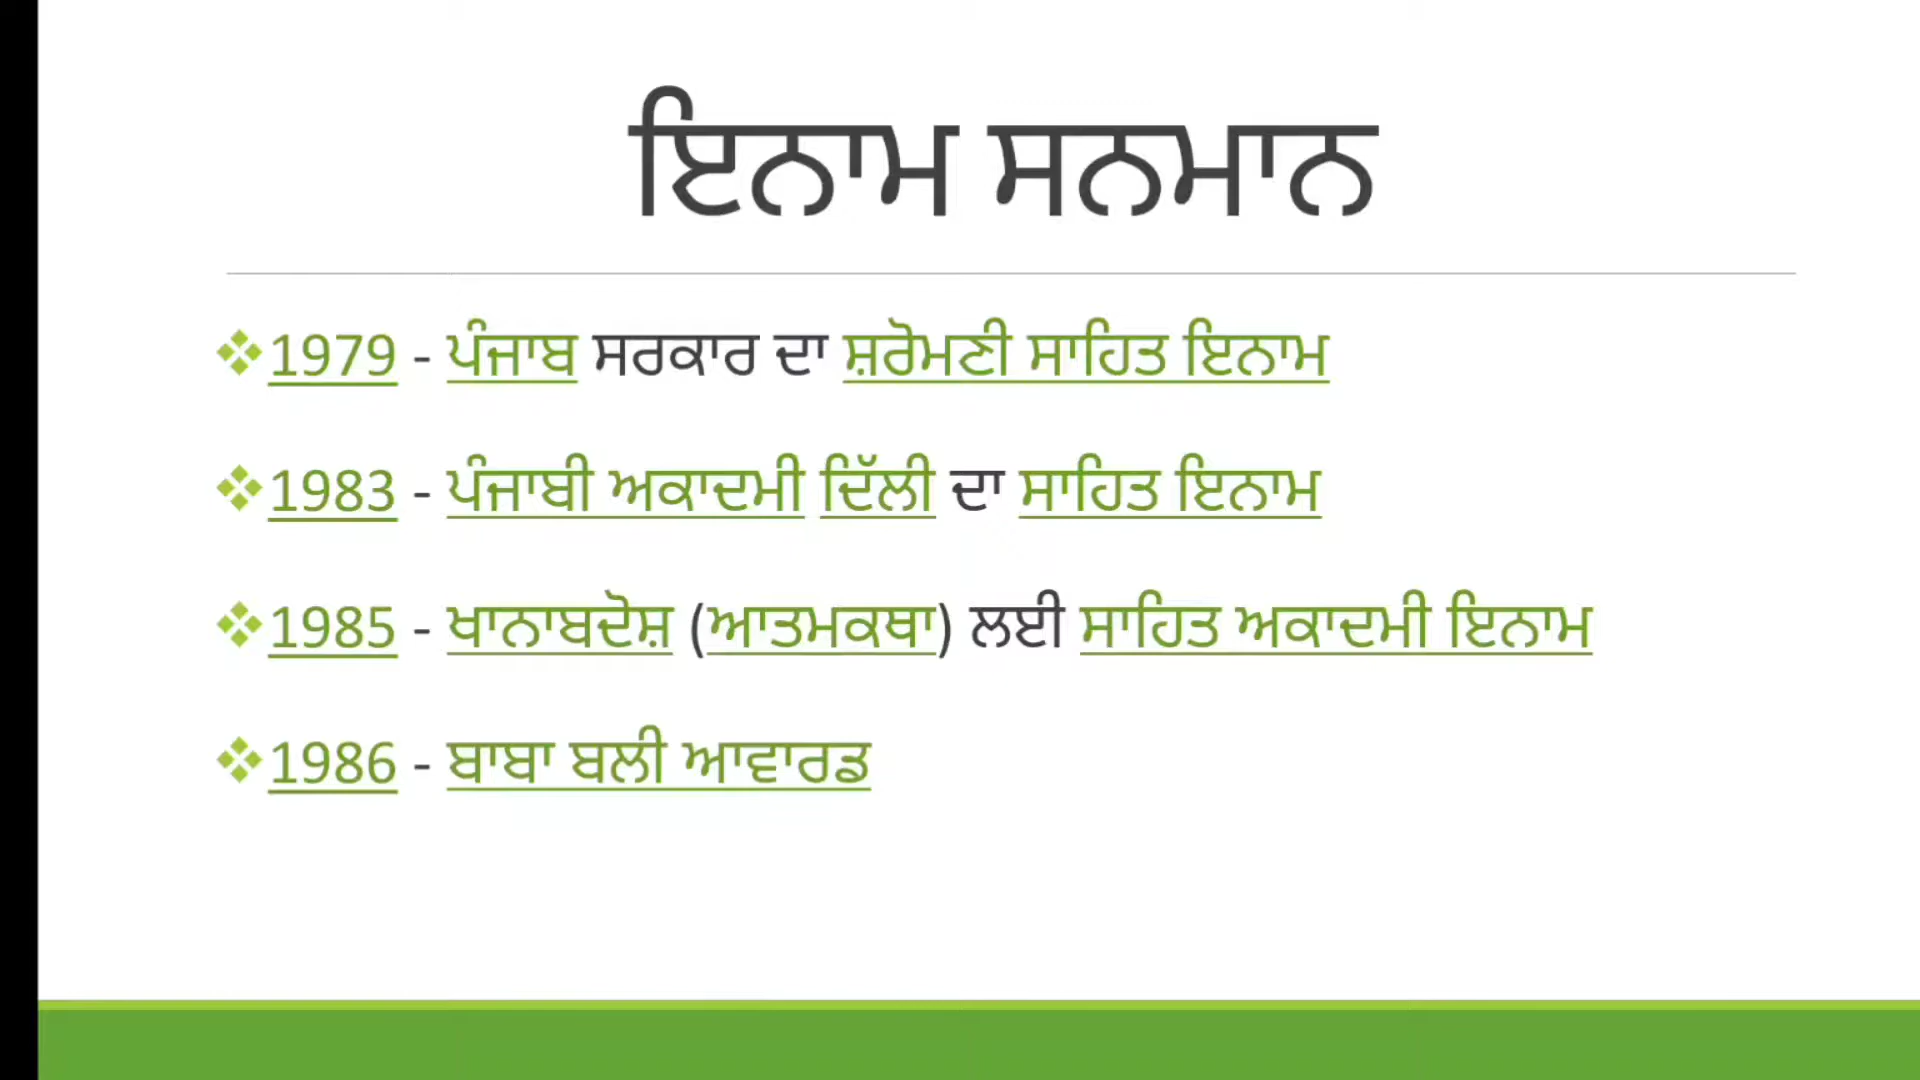 ਇਨਾਮ ਸਨਮਾਨ
❖1979 - ਪੰਜਾਬ ਸਰਕਾਰ ਦਾ ਸ਼ਰੋਮਣੀ ਸਾਹਿਤ ਇਨਾਮ
❖1983 - ਪੰਜਾਬੀ ਅਕਾਦਮੀ ਦਿੱਲੀ ਦਾ ਸਾਹਿਤ ਇਨਾਮ
❖1985 - ਖਾਨਾਬਦੋਸ਼ (ਆਤਮਕਥਾ) ਲਈ ਸਾਹਿਤ ਅਕਾਦਮੀ ਇਨਾਮ
❖1986 - ਬਾਬਾ ਬਲੀ ਆਵਾਰਡ